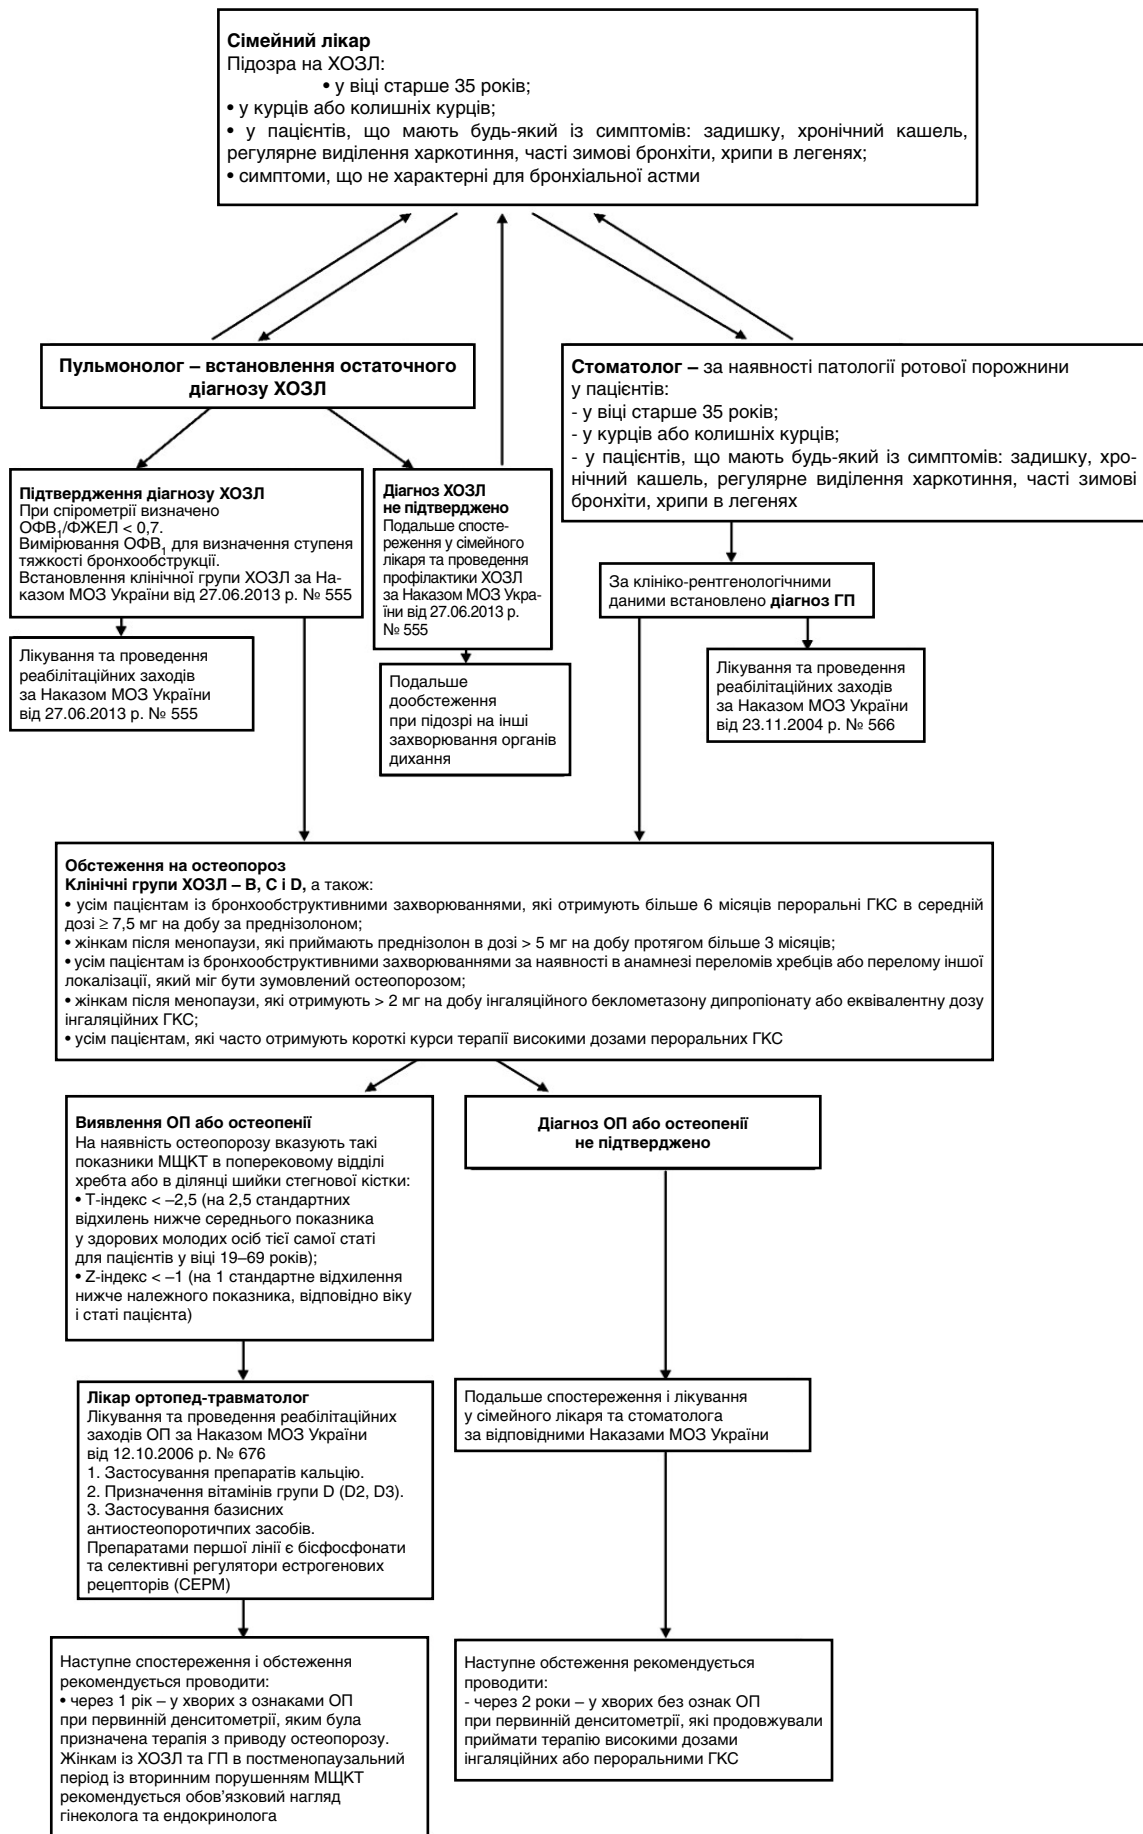 Сімейний лікар
Підозра на ХОЗЛ:
• у віці старше 35 років;
• у курців або колишніх курців;
• у пацієнтів, що мають будь-який із симптомів: задишку, хронічний кашель,
регулярне виділення харкотиння, часті зимові бронхіти, хрипи в легенях;
• симптоми, що не характерні для бронхіальної астми
Пульмонолог – встановлення остаточного
діагнозу ХОЗЛ
Стоматолог – за наявності патології ротової порожнини
у пацієнтів:
- у віці старше 35 років;
- у курців або колишніх курців;
- у пацієнтів, що мають будь-який із симптомів: задишку, хро-
нічний кашель, регулярне виділення харкотиння, часті зимові
бронхіти, хрипи в легенях
Підтвердження діагнозу ХОЗЛ
При спірометрії визначено
ОФВ₁/ФЖЕЛ < 0,7.
Вимірювання ОФВ₁ для визначення ступеня
тяжкості бронхообструкції.
Встановлення клінічної групи ХОЗЛ за На-
казом МОЗ України від 27.06.2013 р. № 555
Діагноз ХОЗЛ
не підтверджено
Подальше спосте-
реження у сімейного
лікаря та проведення
профілактики ХОЗЛ
за Наказом МОЗ Укра-
їни від 27.06.2013 р.
№ 555
За клініко-рентгенологічними
даними встановлено діагноз ГП
Лікування та проведення
реабілітаційних заходів
за Наказом МОЗ України
від 27.06.2013 р. № 555
Подальше
дообстеження
при підозрі на інші
захворювання органів
дихання
Лікування та проведення
реабілітаційних заходів
за Наказом МОЗ України
від 23.11.2004 р. № 566
Обстеження на остеопороз
Клінічні групи ХОЗЛ – В, С і D, а також:
• усім пацієнтам із бронхообструктивними захворюваннями, які отримують більше 6 місяців пероральні ГКС в середній
дозі ≥ 7,5 мг на добу за преднізолоном;
• жінкам після менопаузи, які приймають преднізолон в дозі > 5 мг на добу протягом більше 3 місяців;
• усім пацієнтам із бронхообструктивними захворюваннями за наявності в анамнезі переломів хребців або перелому іншої
локалізації, який міг бути зумовлений остеопорозом;
• жінкам після менопаузи, які отримують > 2 мг на добу інгаляційного беклометазону дипропіонату або еквівалентну дозу
інгаляційних ГКС;
• усім пацієнтам, які часто отримують короткі курси терапії високими дозами пероральних ГКС
Виявлення ОП або остеопенії
На наявність остеопорозу вказують такі
показники МЩКТ в поперековому відділі
хребта або в ділянці шийки стегнової кістки:
• Т-індекс < –2,5 (на 2,5 стандартних
відхилень нижче середнього показника
у здорових молодих осіб тієї самої статі
для пацієнтів у віці 19–69 років);
• Z-індекс < –1 (на 1 стандартне відхилення
нижче належного показника, відповідно віку
і статі пацієнта)
Діагноз ОП або остеопенії
не підтверджено
Лікар ортопед-травматолог
Лікування та проведення реабілітаційних
заходів ОП за Наказом МОЗ України
від 12.10.2006 р. № 676
1. Застосування препаратів кальцію.
2. Призначення вітамінів групи D (D2, D3).
3. Застосування базисних
антиостеопоротичпих засобів.
Препаратами першої лінії є бісфосфонати
та селективні регулятори естрогенових
рецепторів (СЕРМ)
Подальше спостереження і лікування
у сімейного лікаря та стоматолога
за відповідними Наказами МОЗ України
Наступне спостереження і обстеження
рекомендується проводити:
• через 1 рік – у хворих з ознаками ОП
при первинній денситометрії, яким була
призначена терапія з приводу остеопорозу.
Жінкам із ХОЗЛ та ГП в постменопаузальний
період із вторинним порушенням МЩКТ
рекомендується обов’язковий нагляд
гінеколога та ендокринолога
Наступне обстеження рекомендується
проводити:
- через 2 роки – у хворих без ознак ОП
при первинній денситометрії, які продовжували
приймати терапію високими дозами
інгаляційних або пероральними ГКС